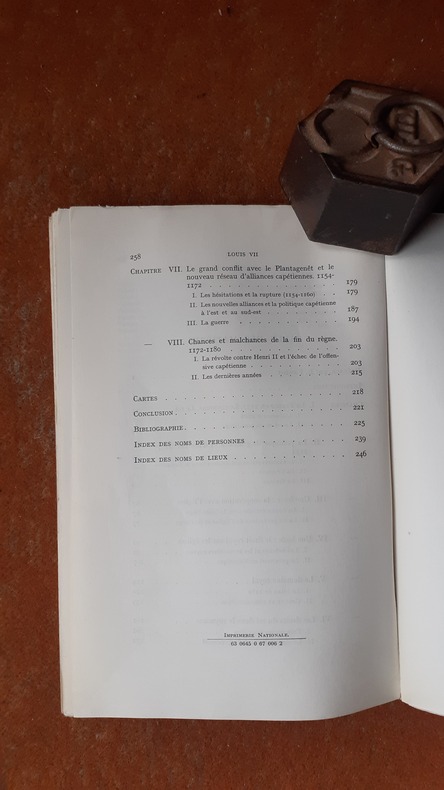 258
LOUIS VII
CHAPITRE VII. Le grand conflit avec le Plantagenêt et le
nouveau réseau d'alliances capétiennes. 1154-
1172 . . . . . . . . . . . . . . 179
I. Les hésitations et la rupture (1154-1160) . . . 179
II. Les nouvelles alliances et la politique capétienne
à l'est et au sud-est . . . . . . . . 187
III. La guerre . . . . . . . . . . . 194
— VIII. Chances et malchances de la fin du règne.
1172-1180 . . . . . . . . . . . . 203
I. La révolte contre Henri II et l'échec de l'offen-
sive capétienne . . . . . . . . . . 203
II. Les dernières années . . . . . . . . 215
CARTES . . . . . . . . . . . . . . . . 218
CONCLUSION . . . . . . . . . . . . . . . 221
BIBLIOGRAPHIE . . . . . . . . . . . . . . 225
INDEX DES NOMS DE PERSONNES . . . . . . . . . 239
INDEX DES NOMS DE LIEUX . . . . . . . . . . . 246
IMPRIMERIE NATIONALE.
63 0045 0 67 006 2